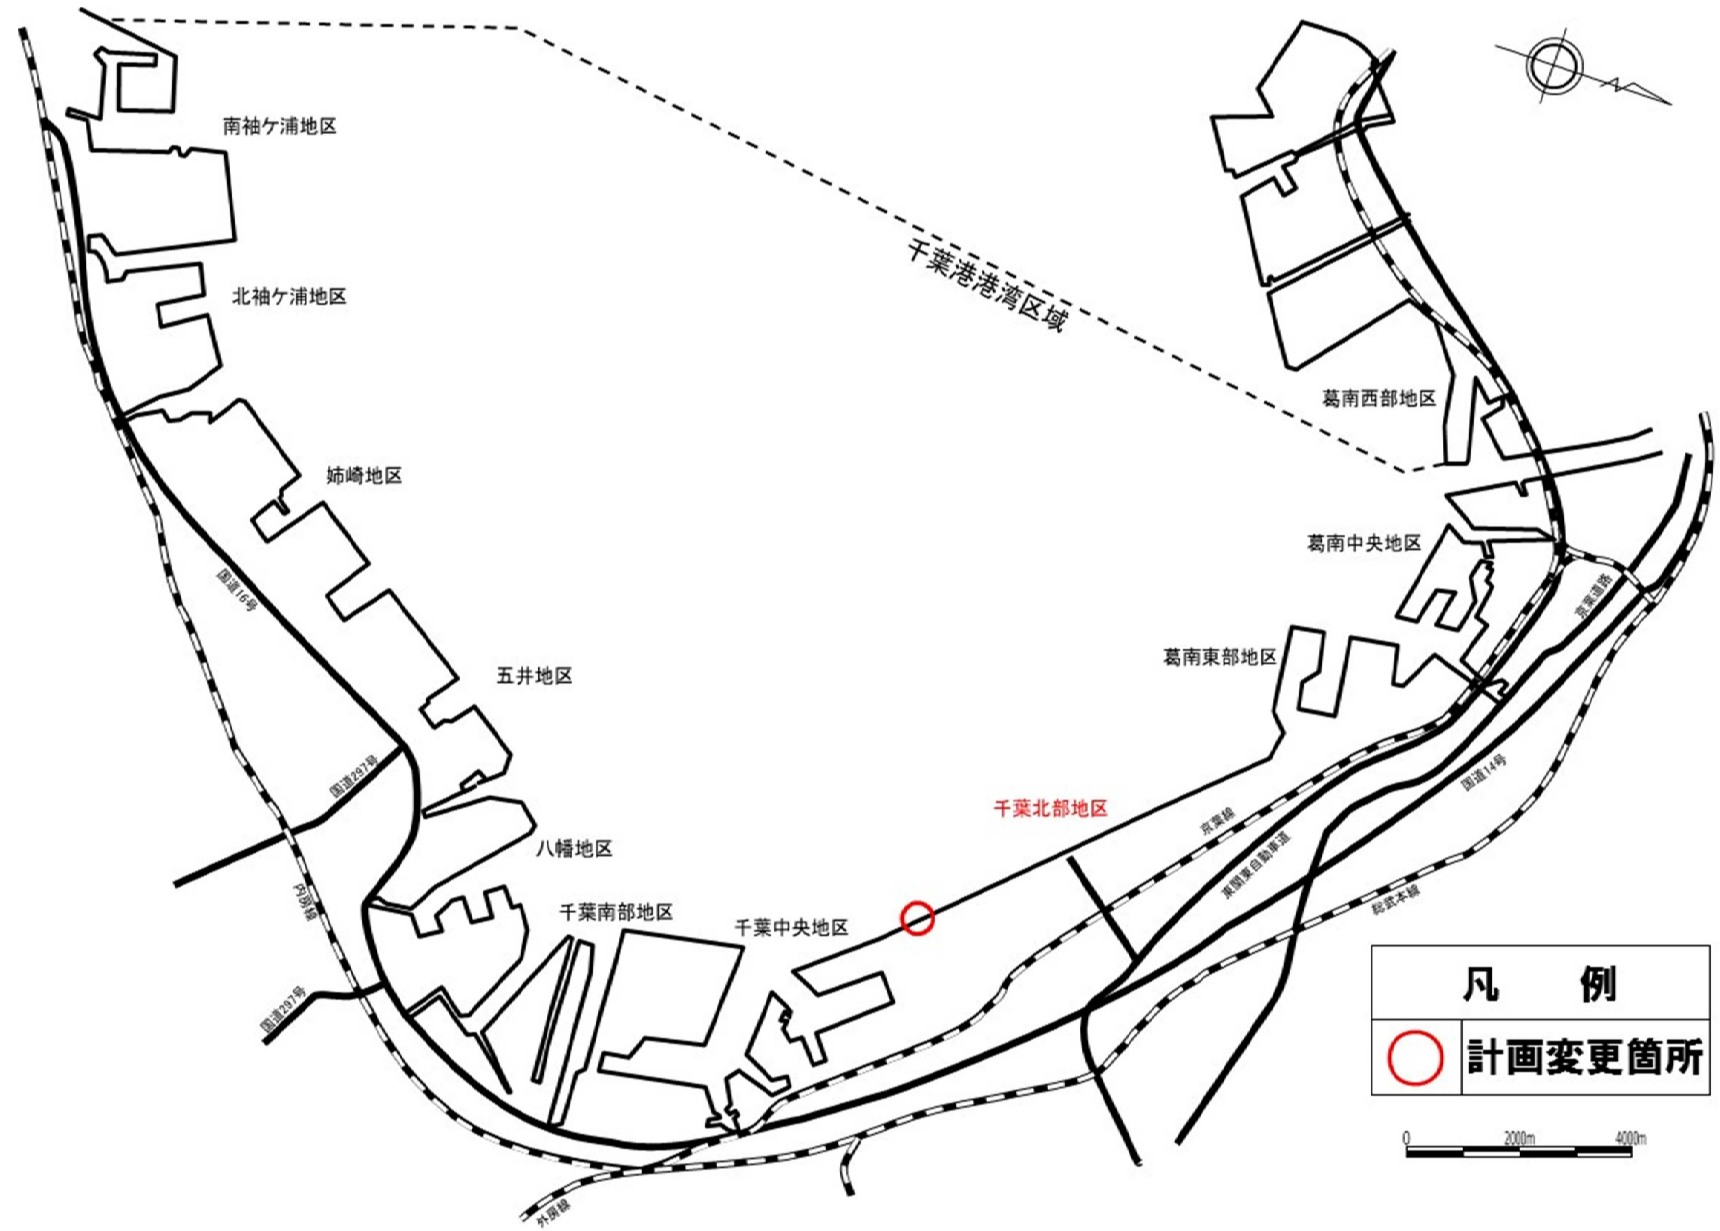 南袖ケ浦地区
北袖ケ浦地区
千葉港港湾区域
葛南西部地区
姉崎地区
葛南中央地区
国道16号
京葉道路
葛南東部地区
五井地区
国道297号
国道14号
千葉北部地区
京葉線
八幡地区
東関東自動車道
内房線
総武本線
千葉南部地区
千葉中央地区
国道297号
凡 例
計画変更箇所
0 2000m 4000m
外房線